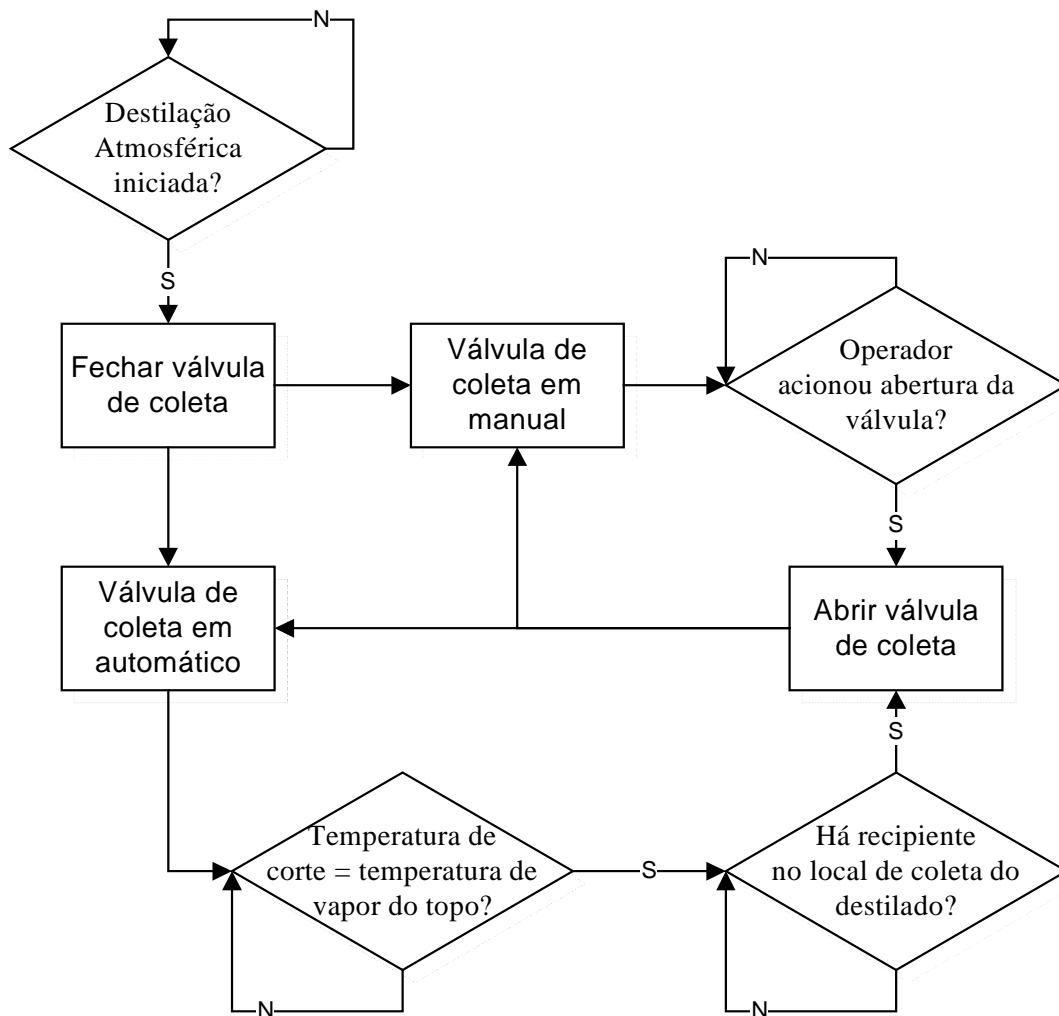 N
Destilação
Atmosférica
iniciada?
S
N
Fechar válvula
de coleta
Válvula de
coleta em
manual
Operador
acionou abertura da
válvula?
S
Válvula de
coleta em
automático
Abrir válvula
de coleta
S
Temperatura de
corte = temperatura de
vapor do topo?
S
Há recipiente
no local de coleta do
destilado?
N
N